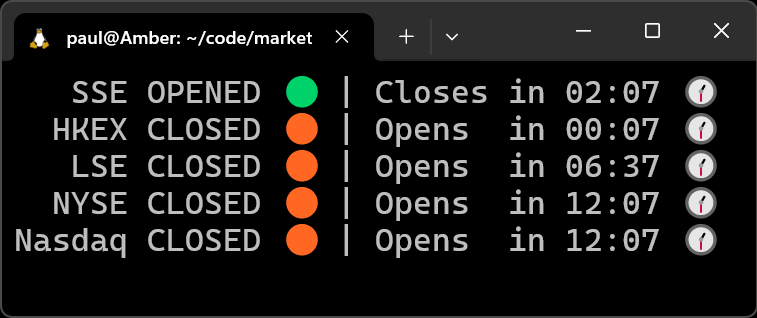 paul@Amber: ~/code/market
SSE OPENED 🟢 | Closes in 02:07 🕛
HKEX CLOSED 🟠 | Opens in 00:07 🕛
LSE CLOSED 🟠 | Opens in 06:37 🕛
NYSE CLOSED 🟠 | Opens in 12:07 🕛
Nasdaq CLOSED 🟠 | Opens in 12:07 🕛